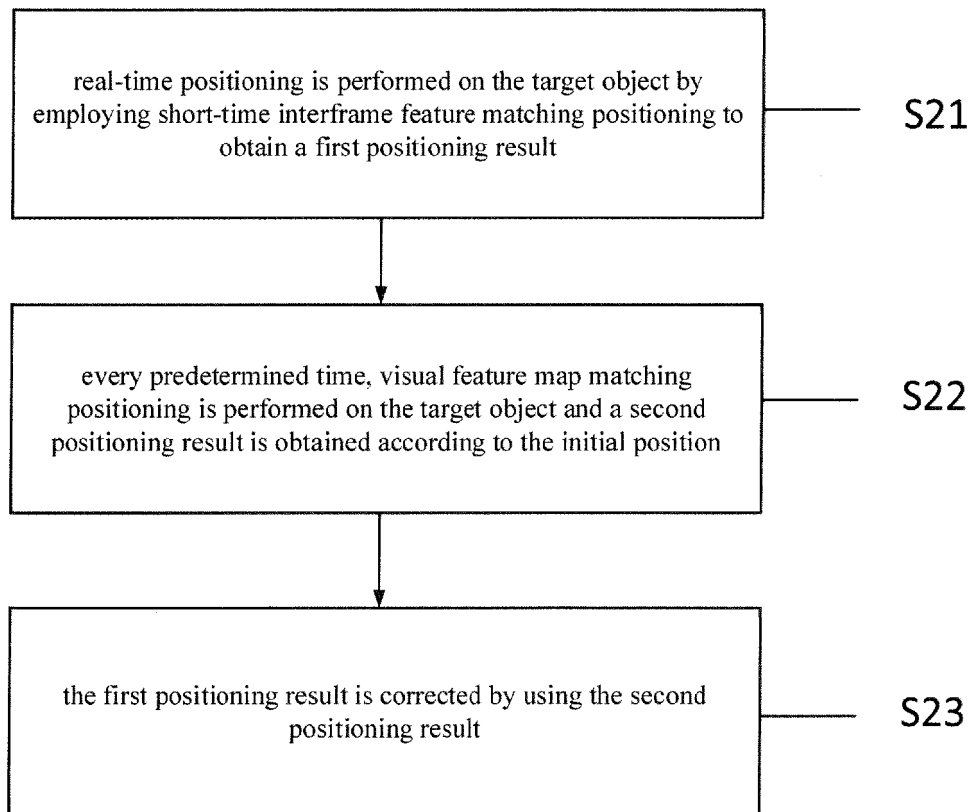 real-time positioning is performed on the target object by
employing short-time interframe feature matching positioning to
obtain a first positioning result
S21
every predetermined time, visual feature map matching
positioning is performed on the target object and a second
positioning result is obtained according to the initial position
S22
the first positioning result is corrected by using the second
positioning result
S23